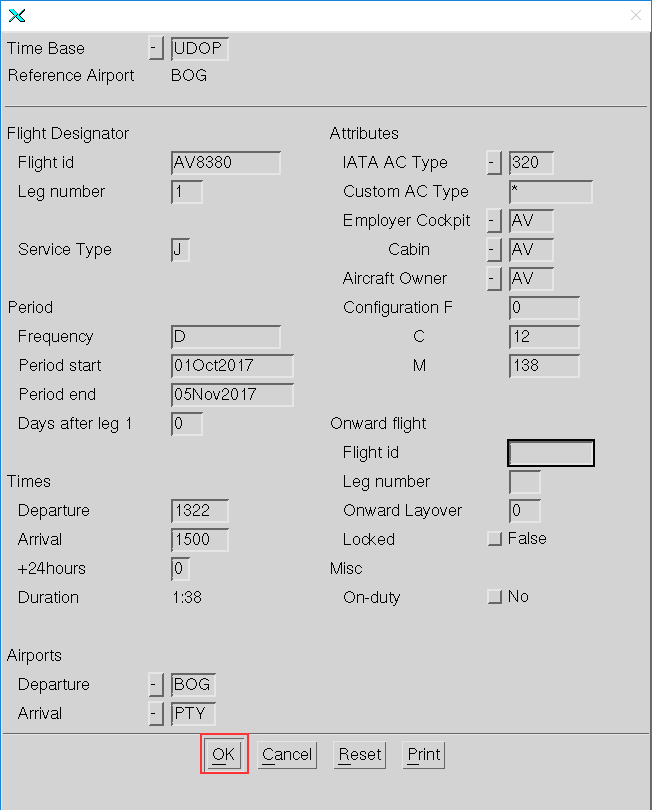 Time Base - UDOP
Reference Airport BOG
Flight Designator
Flight id AV8380
Leg number 1
Service Type J
Period
Frequency D
Period start 01Oct2017
Period end 05Nov2017
Days after leg 1 0
Times
Departure 1322
Arrival 1500
+24hours 0
Duration 1:38
Airports
Departure - BOG
Arrival - PTY
Attributes
IATA AC Type - 320
Custom AC Type *
Employer Cockpit - AV
Cabin - AV
Aircraft Owner - AV
Configuration F 0
C 12
M 138
Onward flight
Flight id
Leg number
Onward Layover 0
Locked False
Misc
On-duty No
OK Cancel Reset Print